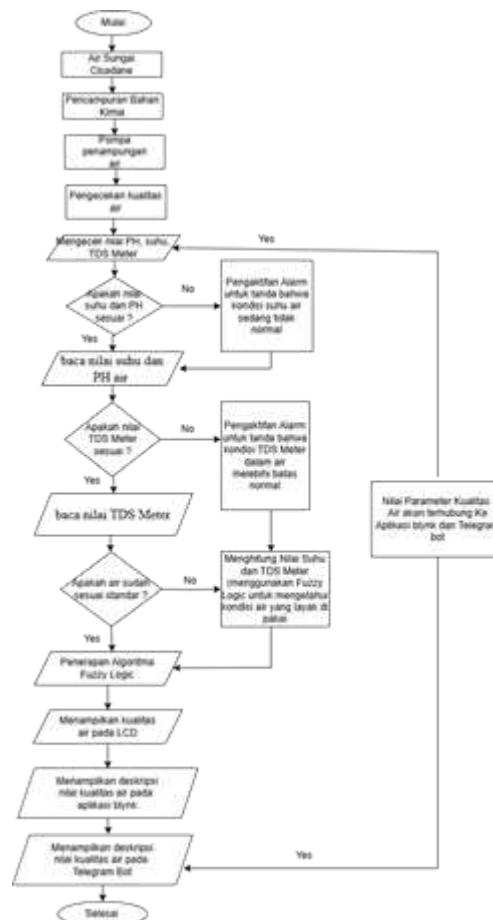 Mulai
Air Sungai
Cisadane
Pencampuran Bahan
Kimia
Pompa
penampungan
air
Pengecekan kualitas
air
Mengecek nilai PH, suhu,
TDS Meter
Yes
Apakah nilai
suhu dan PH
sesuai ?
No
Pengaktifan Alarm
untuk tanda bahwa
kondisi suhu air
sedang tidak
normal
Yes
baca nilai suhu dan
PH air
Apakah nilai
TDS Meter
sesuai ?
No
Pengaktifan Alarm
untuk tanda bahwa
kondisi TDS Meter
dalam air
melebihi batas
normal
Yes
baca nilai TDS Meter
Nilai Parameter Kualitas
Air akan terhubung Ke
Aplikasi blynk dan Telegram
bot
Apakah air sudah
sesuai standar ?
No
Menghitung Nilai Suhu
dan TDS Meter
(menggunakan Fuzzy
Logic untuk mengetahui
kondisi air yang layak di
pakai
Yes
Penerapan Algoritma
Fuzzy Logic
Menampilkan kualitas
air pada LCD
Menampilkan deskripsi
nilai kualitas air pada
aplikasi blynk
Menampilkan deskripsi
nilai kualitas air pada
Telegram Bot
Yes
Selesai